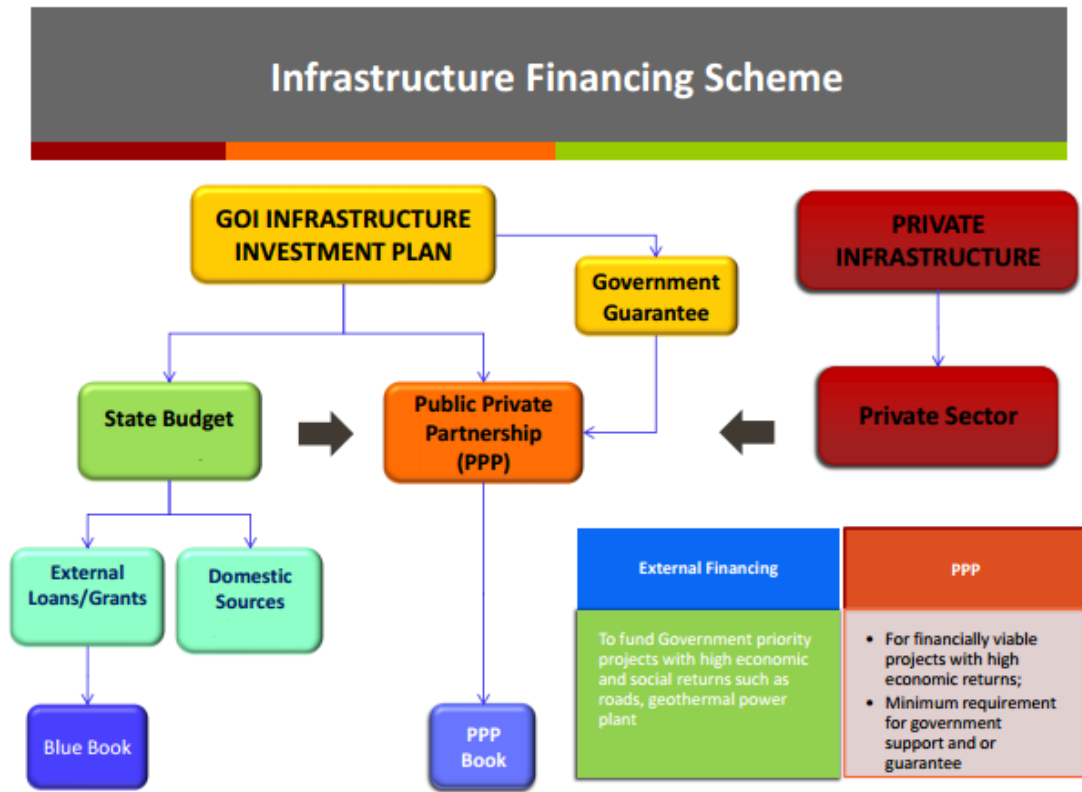 Infrastructure Financing Scheme
GOI INFRASTRUCTURE
INVESTMENT PLAN
PRIVATE
INFRASTRUCTURE
Government
Guarantee
State Budget
Public Private
Partnership
(PPP)
Private Sector
External
Loans/Grants
Domestic
Sources
Blue Book
PPP
Book
External Financing
PPP
To fund Government priority
projects with high economic
and social returns such as
roads, geothermal power
plant
• For financially viable
projects with high
economic returns;
• Minimum requirement
for government
support and or
guarantee